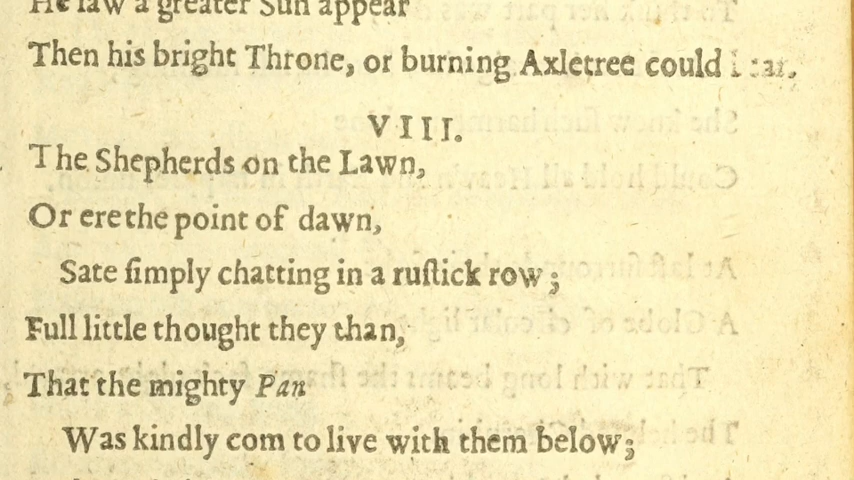 He saw a greater Sun appear
Then his bright Throne, or burning Axletree could
VIII.
The Shepherds on the Lawn,
Or ere the point of dawn,
Sate simply chatting in a rustick row;
Full little thought they than,
That the mighty Pan
Was kindly com to live with them below;